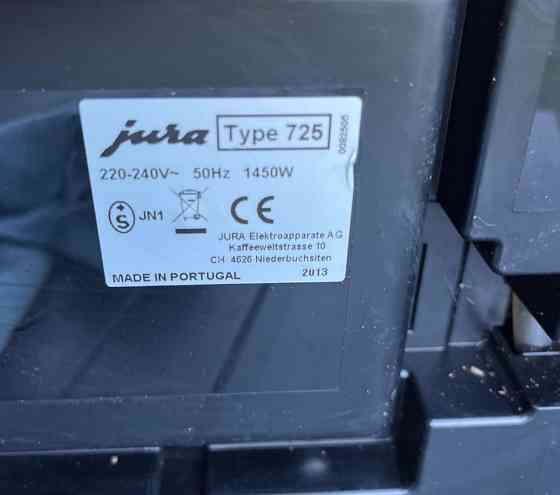 jura Type 725
220-240V~ 50Hz 1450W
S JN1 CE
JURA Elektroapparate AG
Kaffeeweltstrasse 10
CH 4626 Niederbuchsiten
MADE IN PORTUGAL 2013